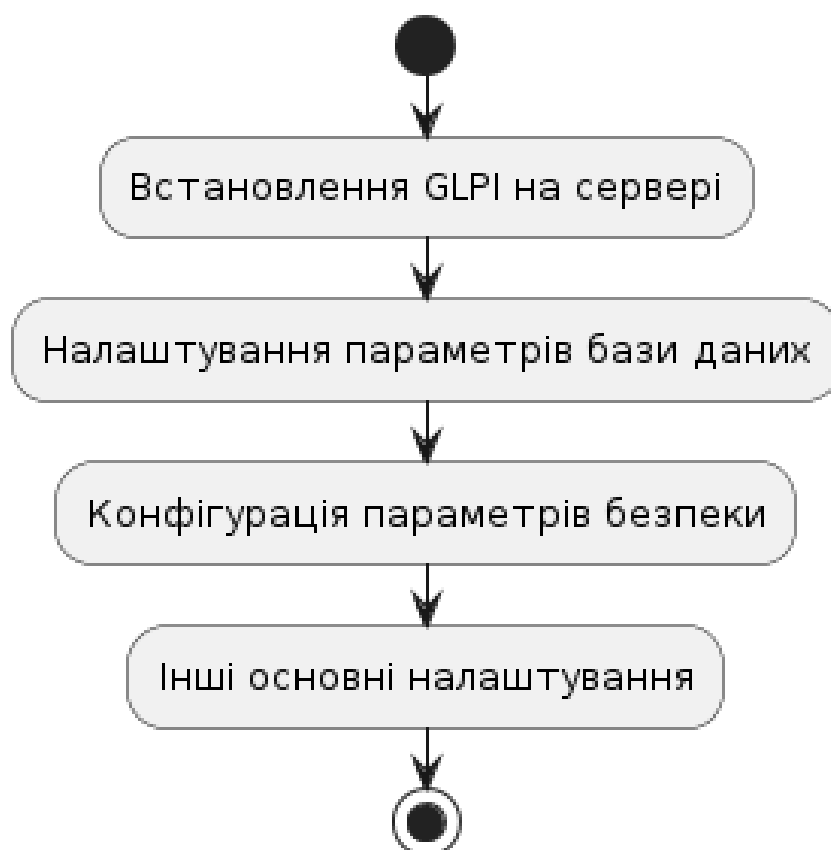 Встановлення GLPI на сервері
Налаштування параметрів бази даних
Конфігурація параметрів безпеки
Інші основні налаштування